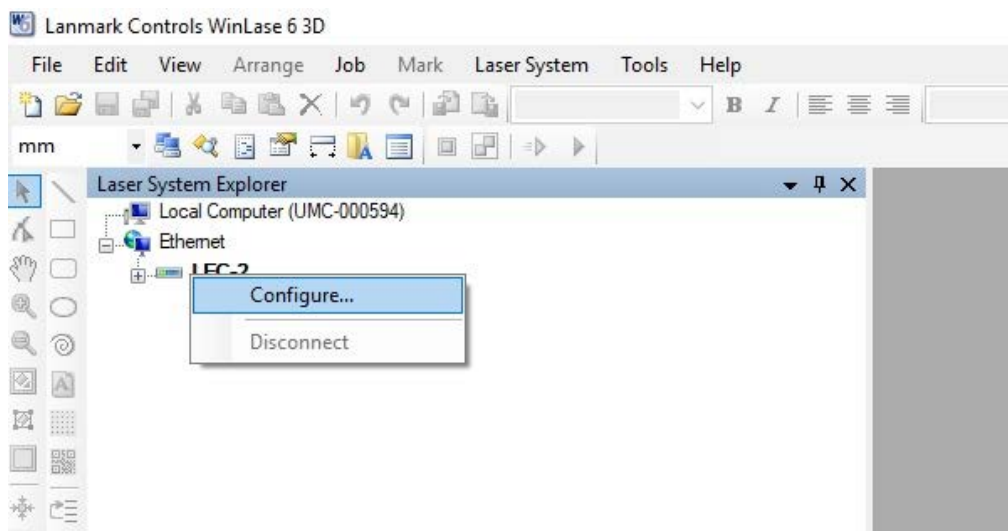 Lanmark Controls WinLase 6 3D
File Edit View Arrange Job Mark Laser System Tools Help
B I
mm
Laser System Explorer
Local Computer (UMC-000594)
Ethernet
LEC-2
Configure...
Disconnect